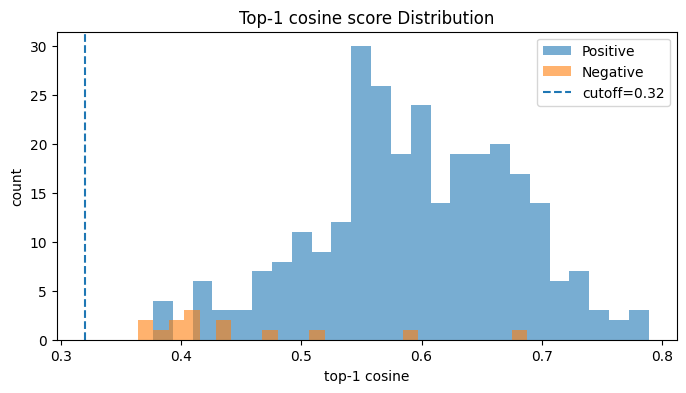 Top-1 cosine score Distribution
Positive
Negative
cutoff=0.32
count
30
25
20
15
10
5
0
0.3 0.4 0.5 0.6 0.7 0.8
top-1 cosine